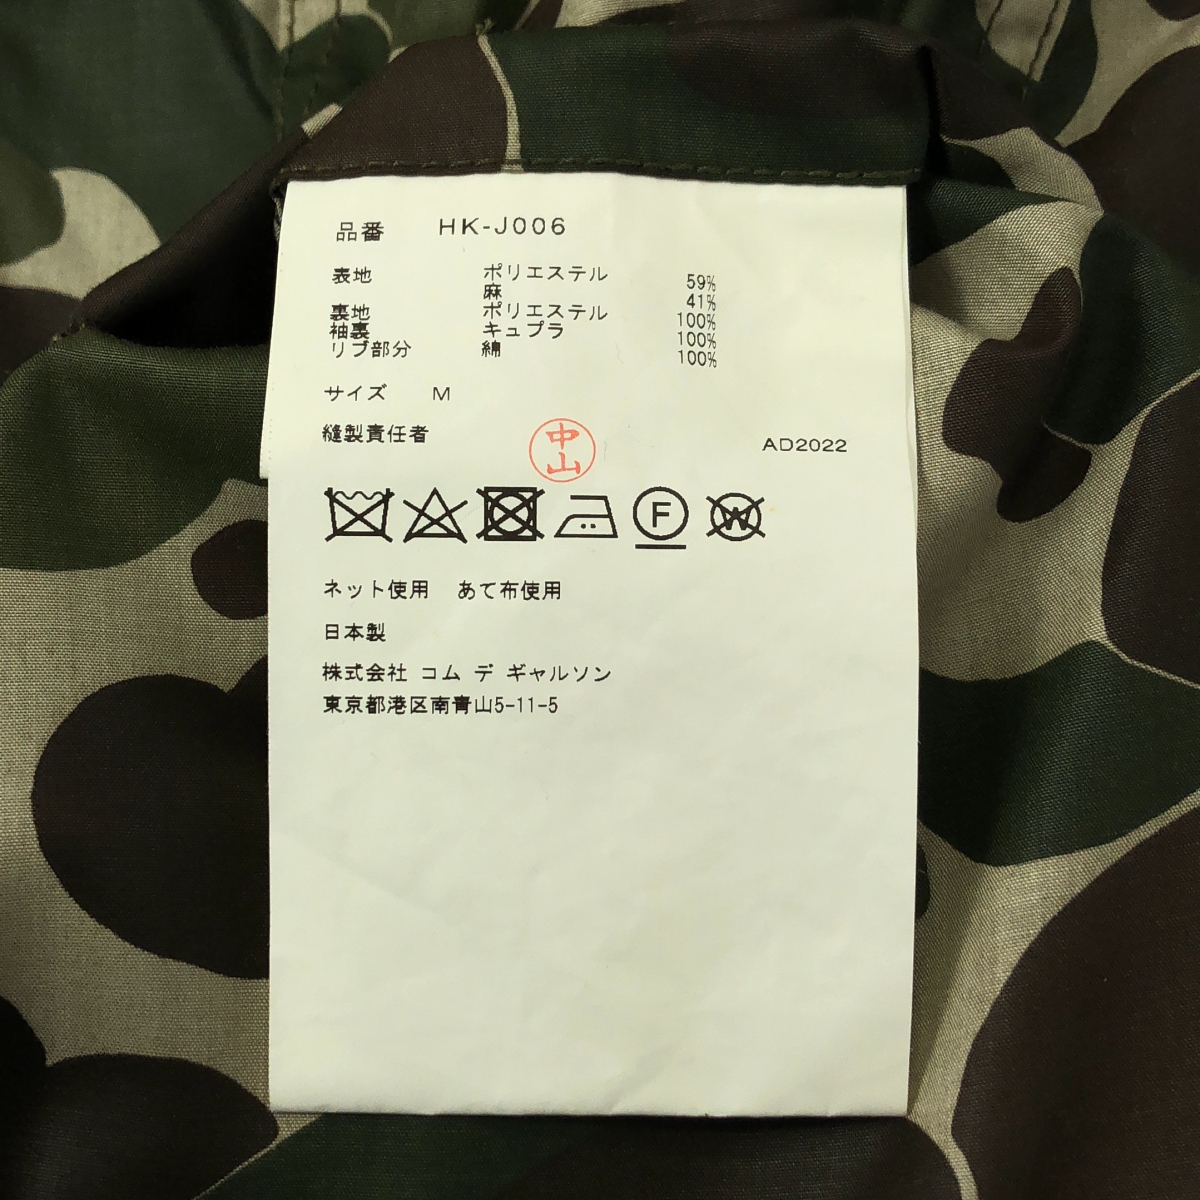 品番 HK-J006
表地 ポリエステル 59%
麻 41%
裏地 ポリエステル 100%
袖裏 キュプラ 100%
リブ部分 綿 100%
サイズ M
縫製責任者 中山 AD2022
F W
ネット使用 あて布使用
日本製
株式会社 コム デ ギャルソン
東京都港区南青山5-11-5